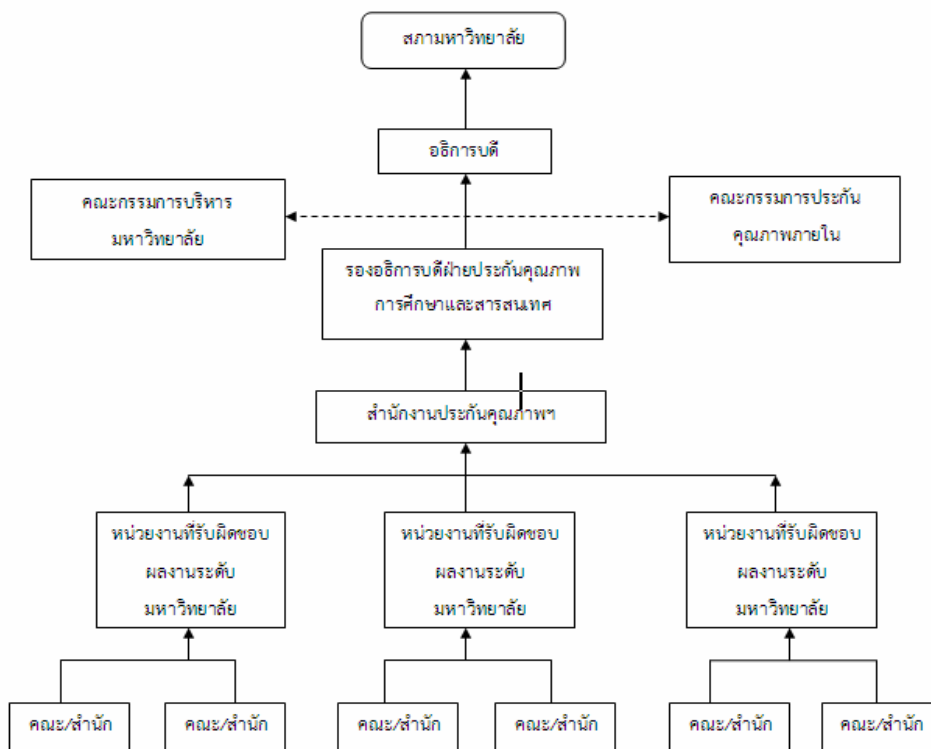 สภามหาวิทยาลัย
อธิการบดี
คณะกรรมการบริหาร
มหาวิทยาลัย
คณะกรรมการประกัน
คุณภาพภายใน
รองอธิการบดีฝ่ายประกันคุณภาพ
การศึกษาและสารสนเทศ
สำนักงานประกันคุณภาพฯ
หน่วยงานที่รับผิดชอบ
ผลงานระดับ
มหาวิทยาลัย
หน่วยงานที่รับผิดชอบ
ผลงานระดับ
มหาวิทยาลัย
หน่วยงานที่รับผิดชอบ
ผลงานระดับ
มหาวิทยาลัย
คณะ/สำนัก
คณะ/สำนัก
คณะ/สำนัก
คณะ/สำนัก
คณะ/สำนัก
คณะ/สำนัก